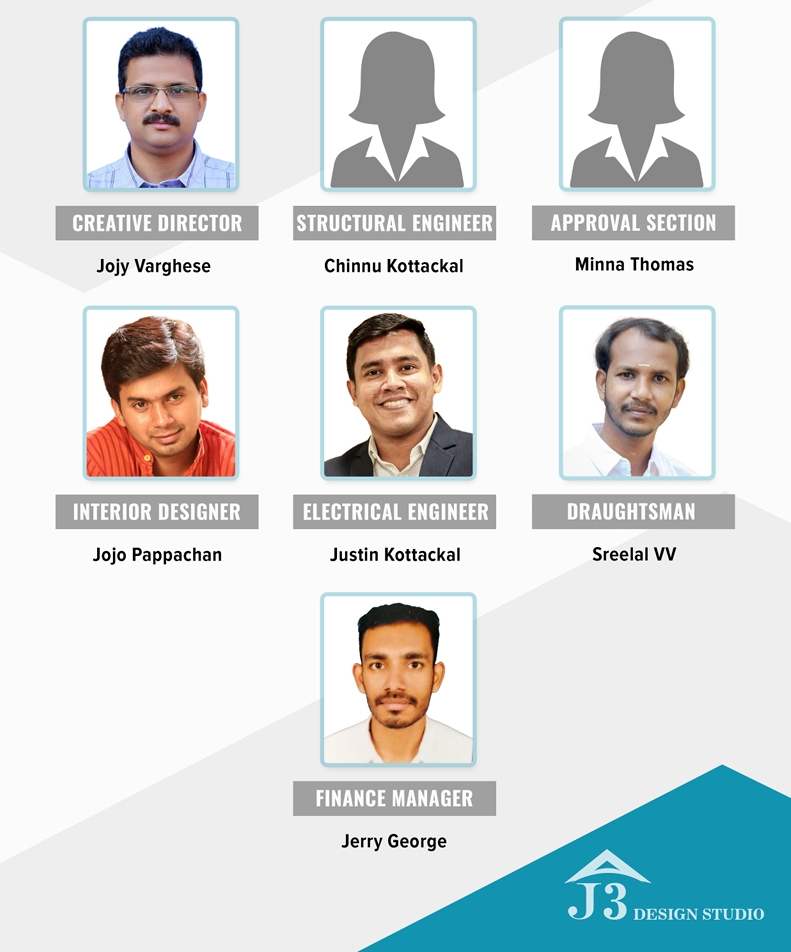 CREATIVE DIRECTOR
STRUCTURAL ENGINEER
APPROVAL SECTION
Jojy Varghese
Chinnu Kottackal
Minna Thomas
INTERIOR DESIGNER
ELECTRICAL ENGINEER
DRAUGHTSMAN
Jojo Pappachan
Justin Kottackal
Sreelal VV
FINANCE MANAGER
Jerry George
J3 DESIGN STUDIO